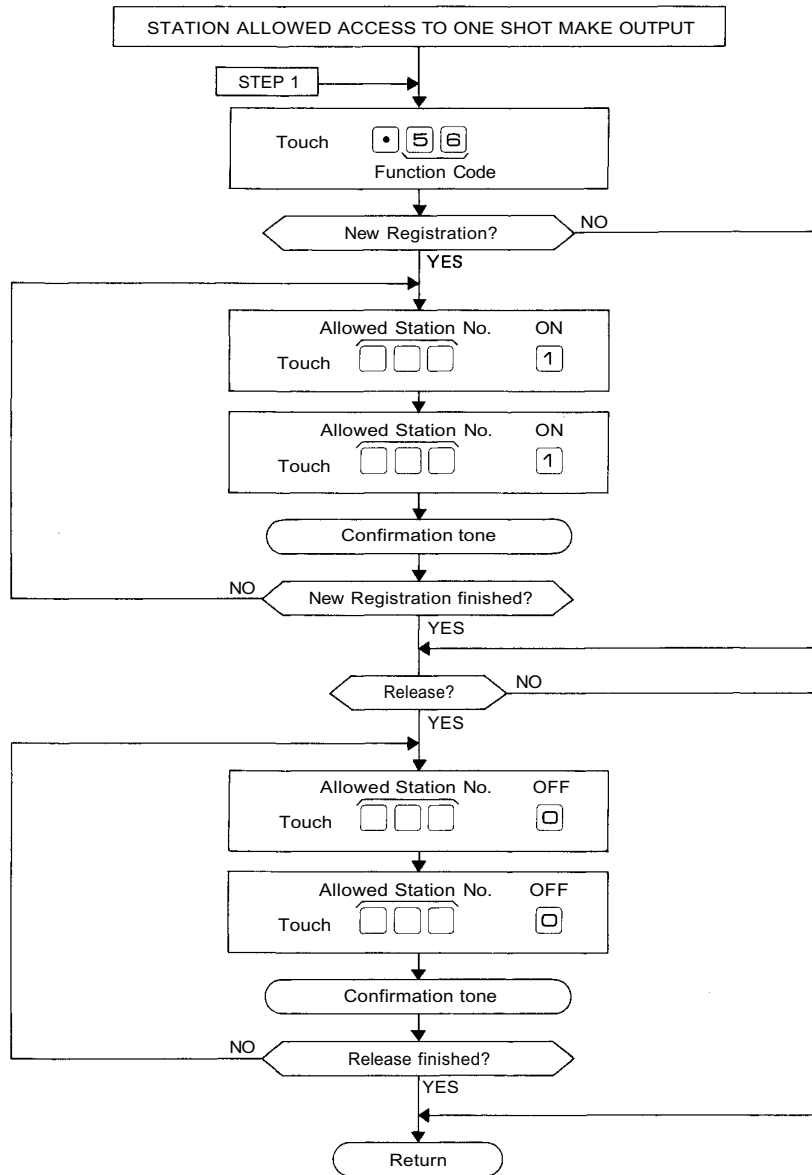 STATION ALLOWED ACCESS TO ONE SHOT MAKE OUTPUT
STEP 1
Touch • 5 6
Function Code
New Registration?
NO
YES
Allowed Station No. ON
Touch 1
Allowed Station No. ON
Touch 1
Confirmation tone
NO
New Registration finished?
YES
Release?
NO
YES
Allowed Station No. OFF
Touch 0
Allowed Station No. OFF
Touch 0
Confirmation tone
NO
Release finished?
YES
Return